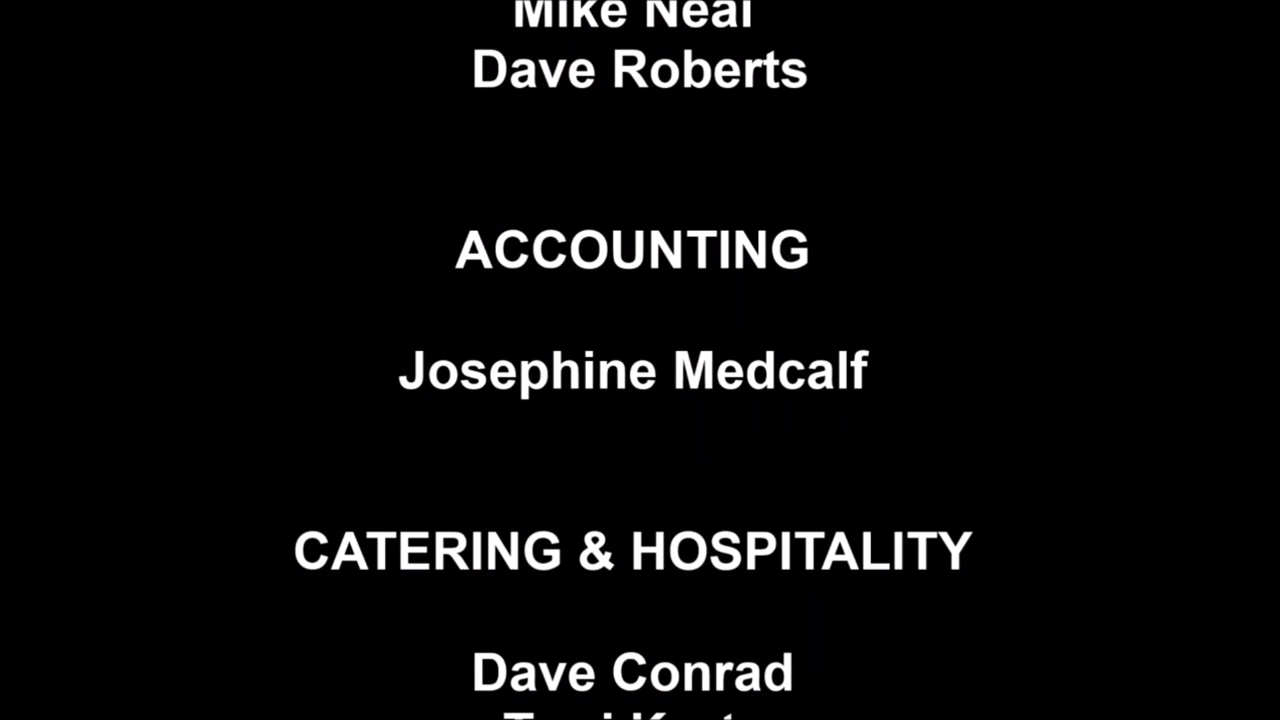 Mike Neal
Dave Roberts
ACCOUNTING
Josephine Medcalf
CATERING & HOSPITALITY
Dave Conrad